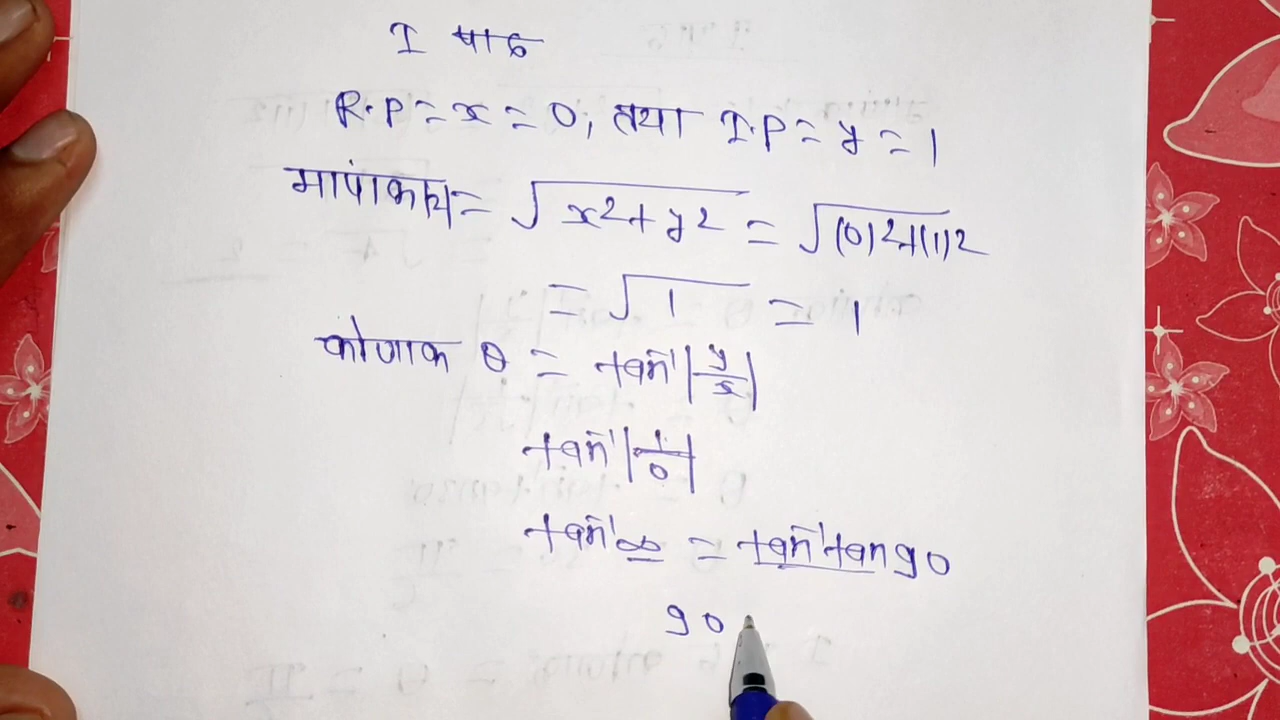 I पाद
R.P = x = 0, तथा I.P = y = 1
मापांक = √x²+y² = √(0)²+(1)²
= √1 = 1
कोणाक θ = tan⁻¹|y/x|
tan⁻¹|1/0|
tan⁻¹∞ = tan⁻¹tan90
90